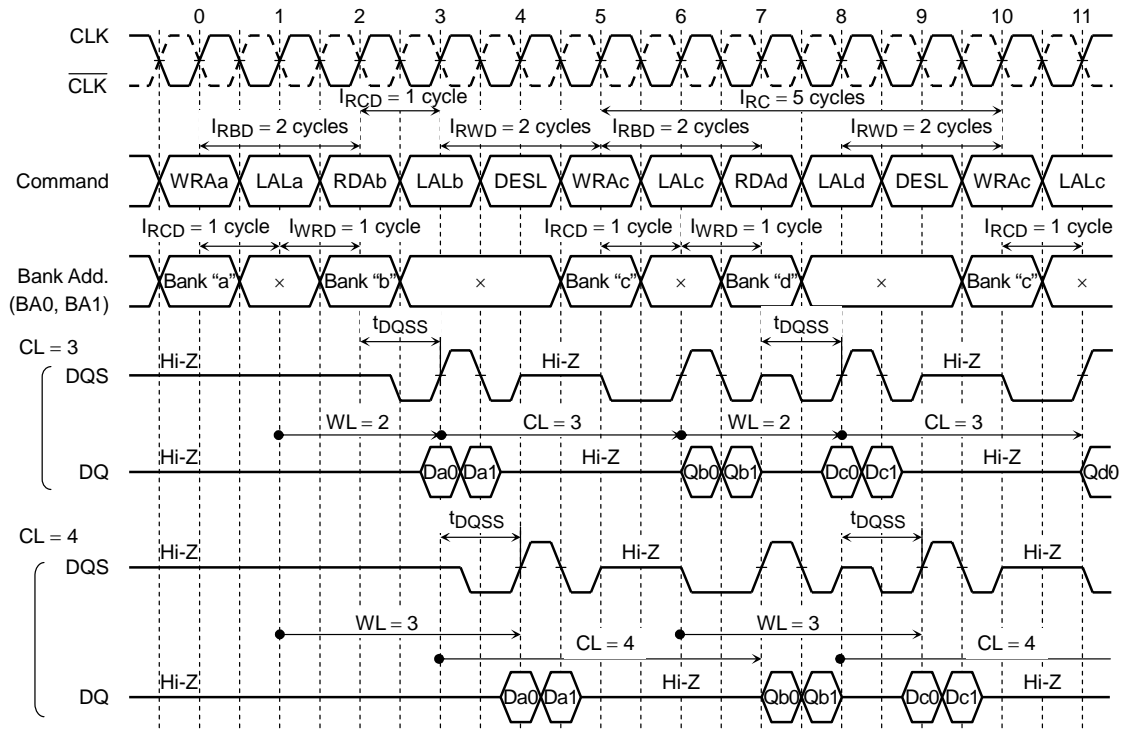 0 1 2 3 4 5 6 7 8 9 10 11
CLK
CLK
IRCD = 1 cycle
IRC = 5 cycles
IRBD = 2 cycles IRWD = 2 cycles IRBD = 2 cycles IRWD = 2 cycles
Command WRAa LALa RDAb LALb DESL WRAc LALc RDAd LALd DESL WRAc LALc
IRCD = 1 cycle IWRD = 1 cycle IRCD = 1 cycle IWRD = 1 cycle IRCD = 1 cycle
Bank Add. (BA0, BA1) Bank “a” × Bank “b” × Bank “c” × Bank “d” × Bank “c” ×
tDQSS tDQSS
CL = 3
DQS Hi-Z Hi-Z Hi-Z
WL = 2 CL = 3 WL = 2 CL = 3
DQ Hi-Z Da0 Da1 Hi-Z Qb0 Qb1 Dc0 Dc1 Hi-Z Qd0
tDQSS tDQSS
CL = 4
DQS Hi-Z Hi-Z Hi-Z
WL = 3 WL = 3
CL = 4 CL = 4
DQ Hi-Z Da0 Da1 Hi-Z Qb0 Qb1 Dc0 Dc1 Hi-Z